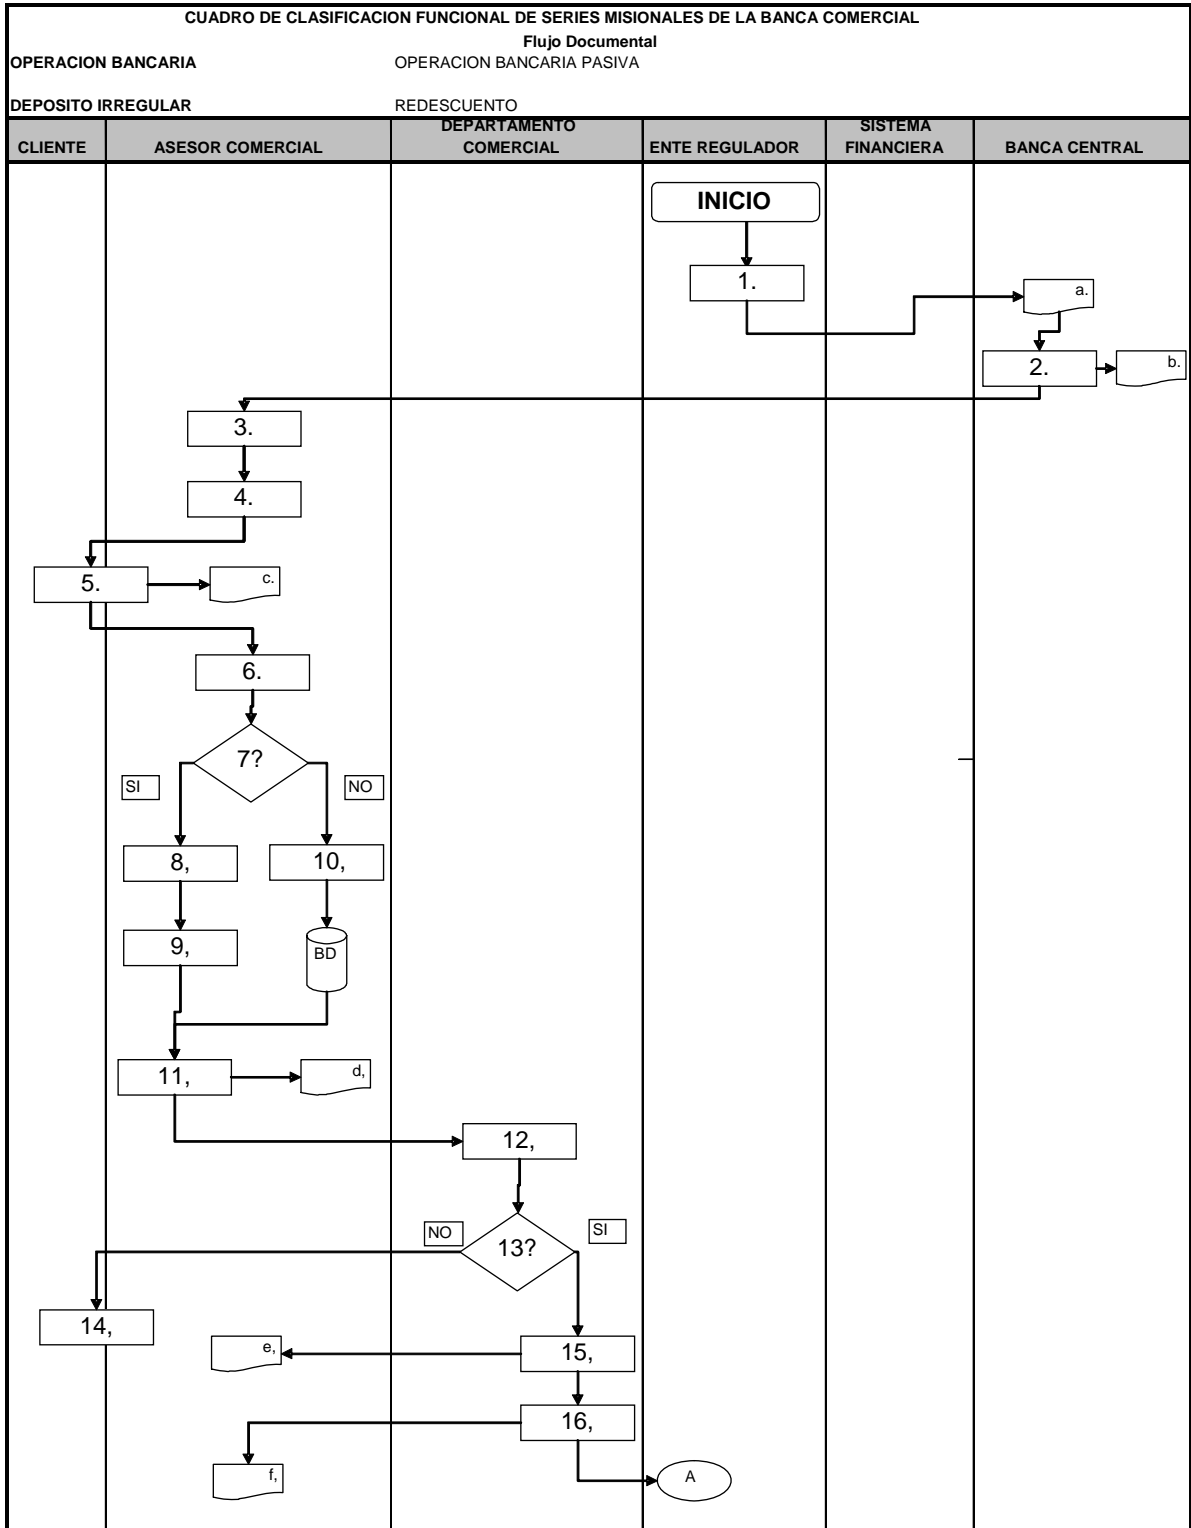 CUADRO DE CLASIFICACION FUNCIONAL DE SERIES MISIONALES DE LA BANCA COMERCIAL
Flujo Documental
OPERACION BANCARIA OPERACION BANCARIA PASIVA
DEPOSITO IRREGULAR REDESCUENTO
CLIENTE ASESOR COMERCIAL DEPARTAMENTO COMERCIAL ENTE REGULADOR SISTEMA FINANCIERA BANCA CENTRAL
INICIO
1.
a.
2.
b.
3.
4.
5.
c.
6.
7?
SI NO
8, 10,
9, BD
11, d,
12,
NO SI
13?
14,
e, 15,
16,
f, A